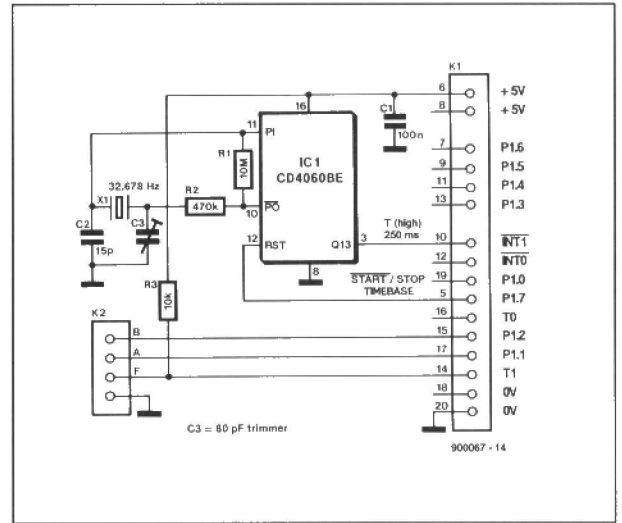 K1
6
+5V
8
+5V
16
C1
100n
11
PI
R1
10M
IC1
CD4060BE
7
P1.6
9
P1.5
11
P1.4
13
P1.3
32,678 Hz
X1
R2
470k
10
PO
C2
15p
C3
12
RST
Q13
3
T (high)
250 ms
10
INT1
12
INT0
8
START / STOP
TIMEBASE
19
P1.0
5
P1.7
R3
10k
16
T0
K2
B
15
P1.2
A
17
P1.1
F
14
T1
18
0V
20
0V
C3 = 80 pF trimmer
900067 - 14